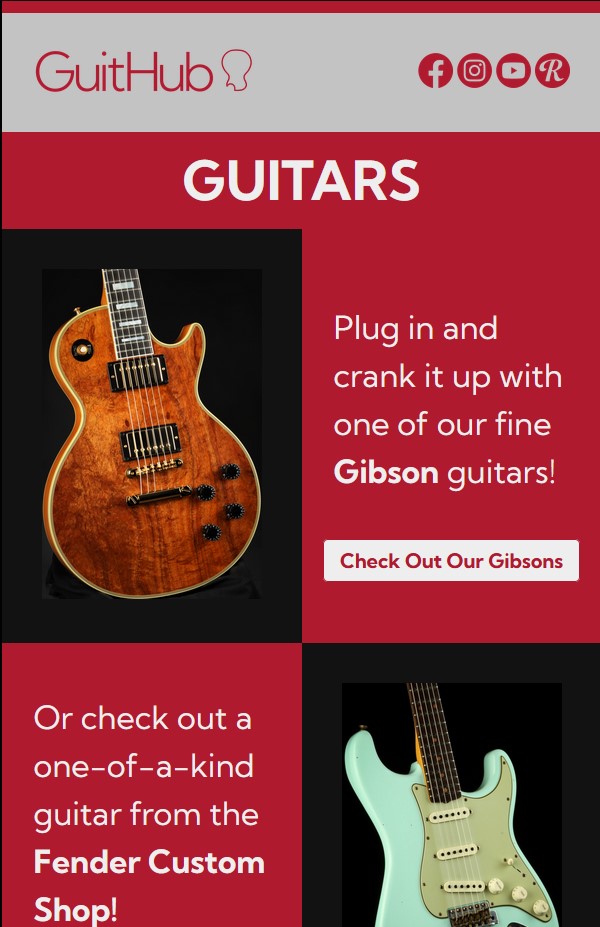 GuitHub
GUITARS
Plug in and
crank it up with
one of our fine
Gibson guitars!
Check Out Our Gibsons
Or check out a
one-of-a-kind
guitar from the
Fender Custom
Shop!